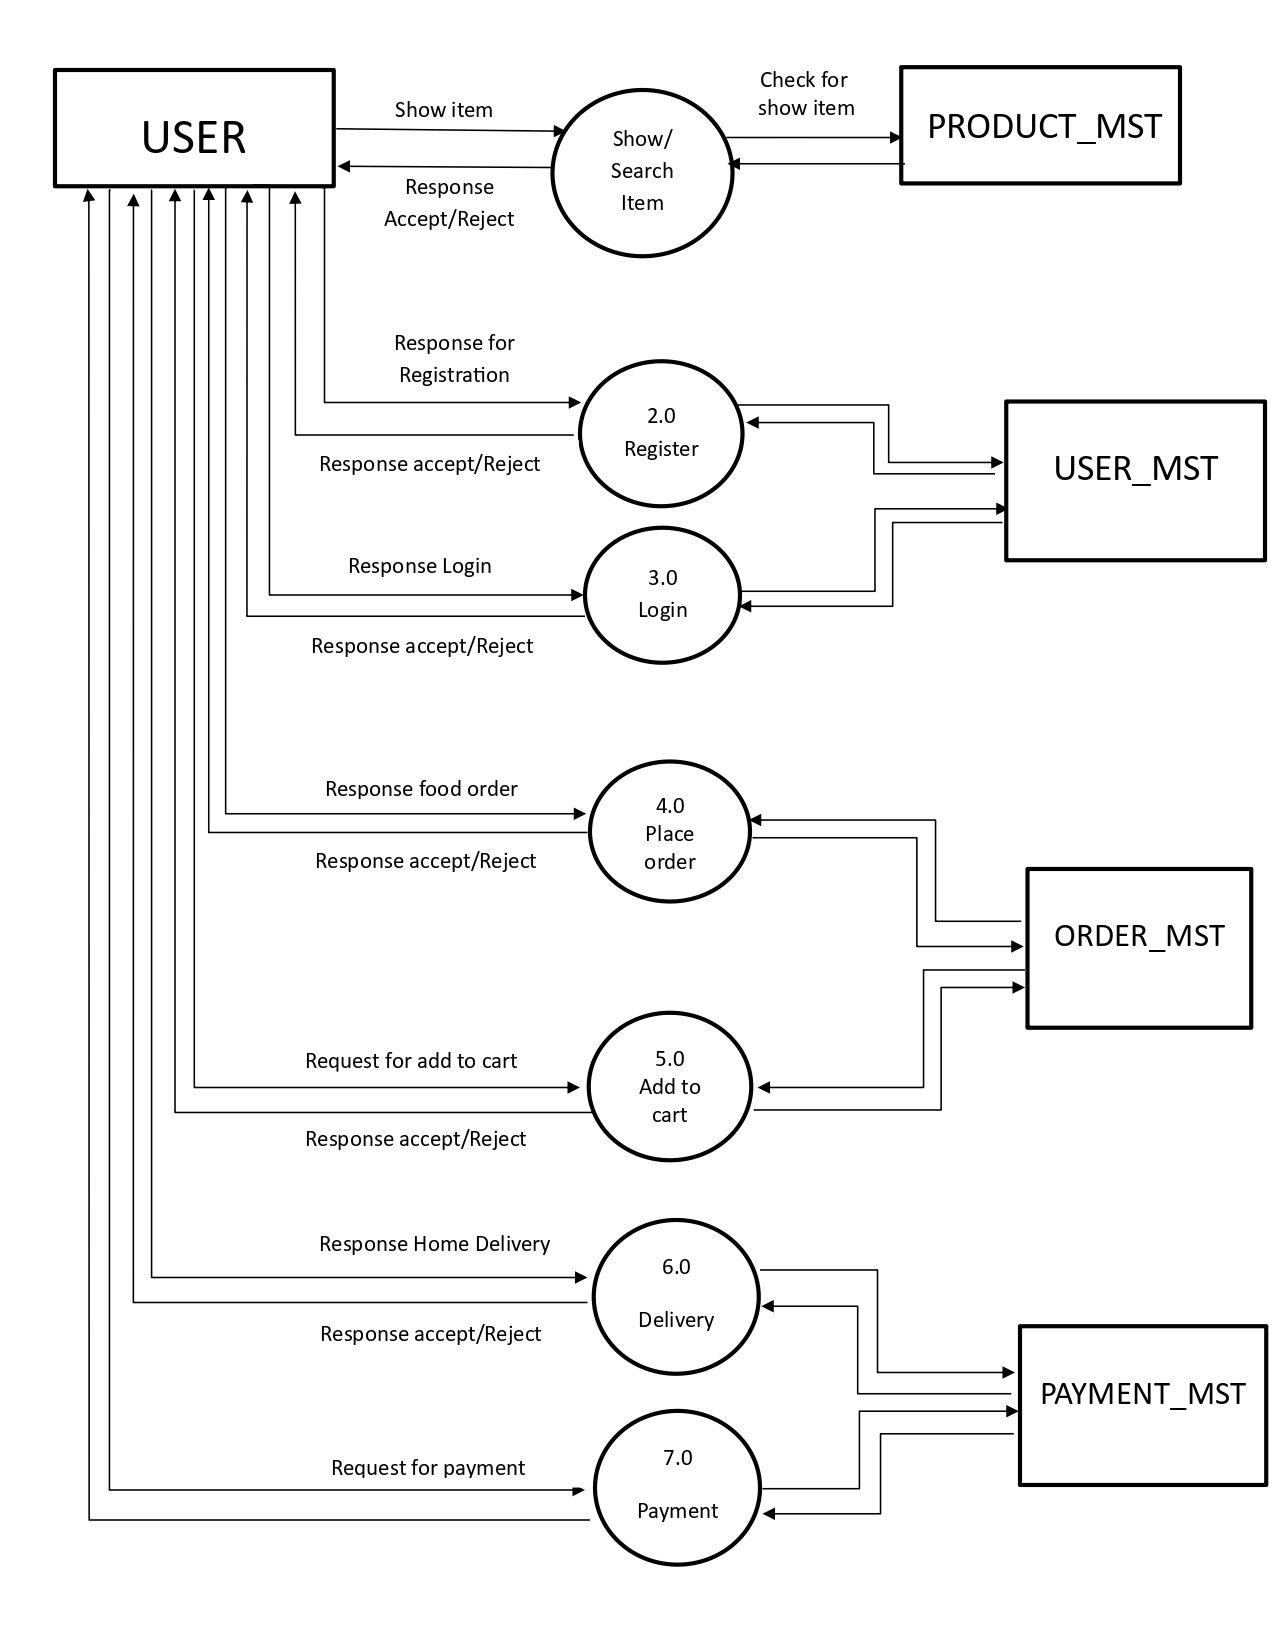 USER
Show item
Response
Accept/Reject
Show/
Search
Item
Check for
show item
PRODUCT_MST
Response for
Registration
Response accept/Reject
2.0
Register
USER_MST
Response Login
Response accept/Reject
3.0
Login
Response food order
Response accept/Reject
4.0
Place
order
ORDER_MST
Request for add to cart
Response accept/Reject
5.0
Add to
cart
Response Home Delivery
Response accept/Reject
6.0
Delivery
PAYMENT_MST
Request for payment
7.0
Payment